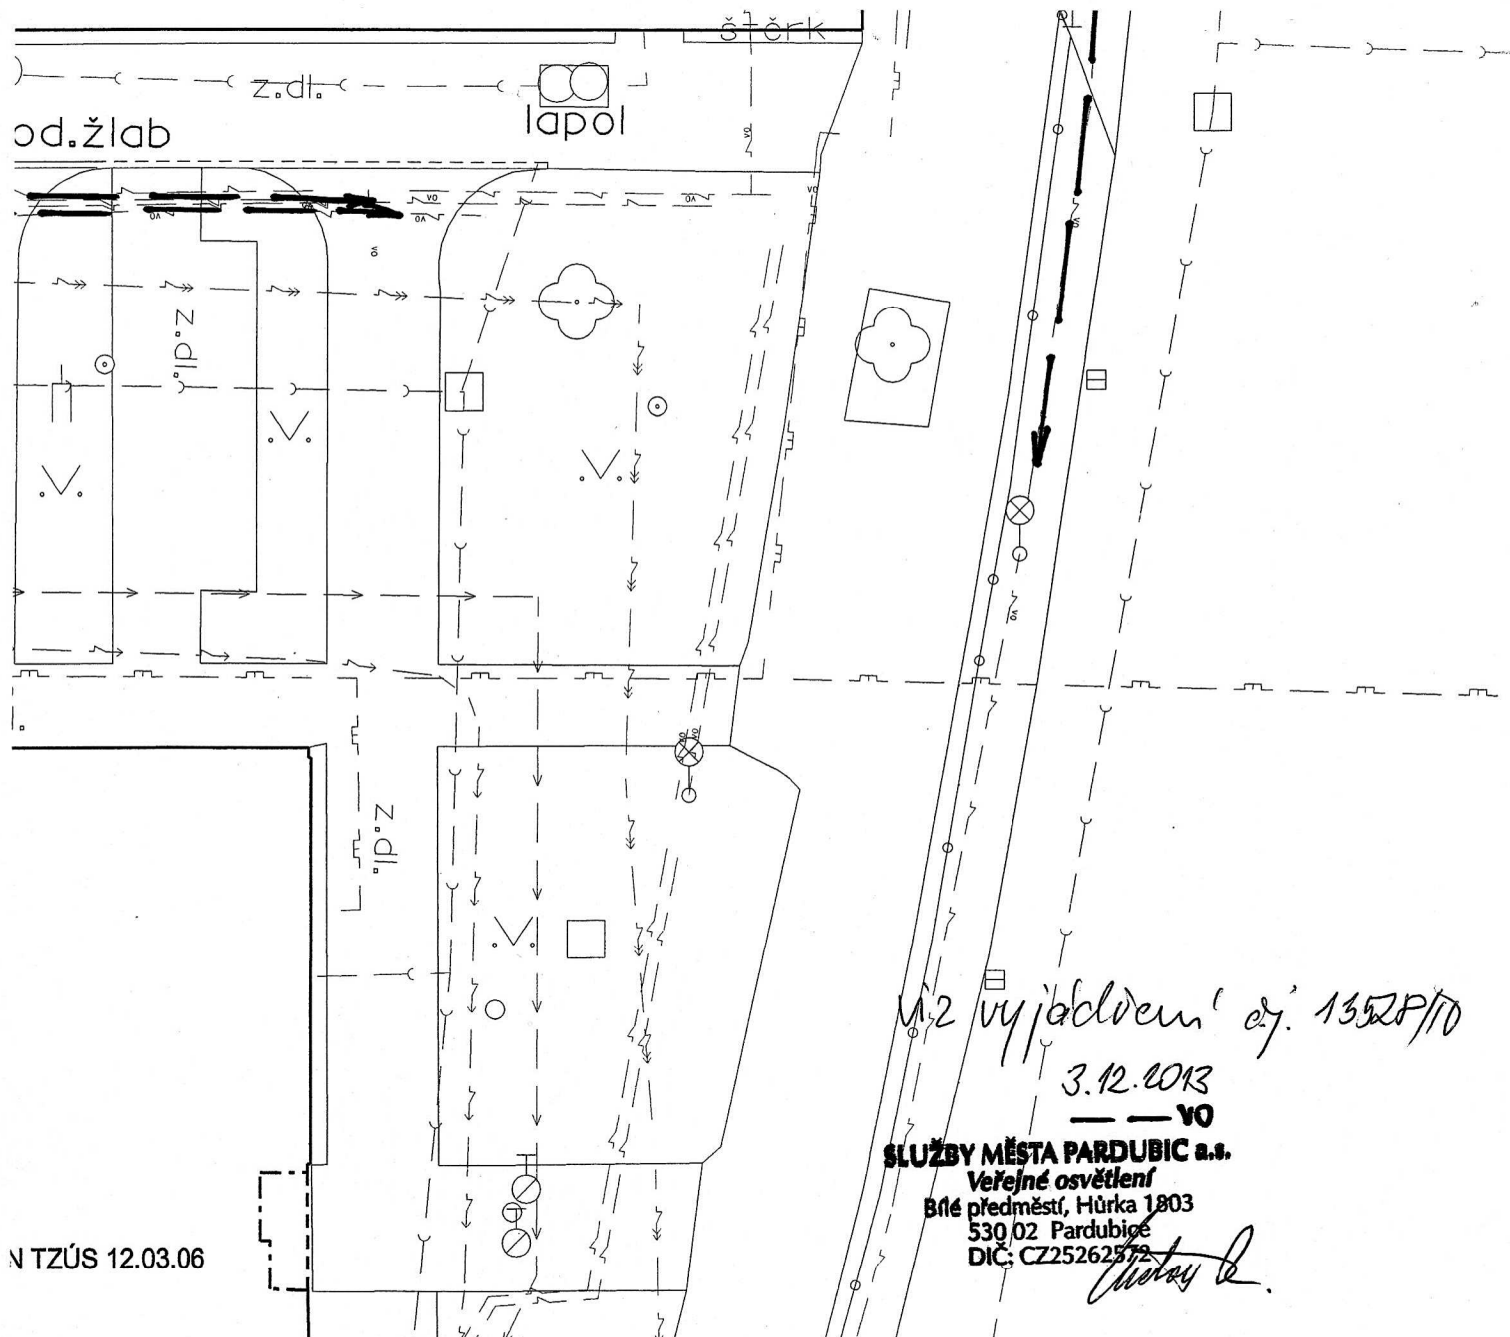 štěrk
z.dl.
lapol
od.žlab
vo
vo
vo
vo
vo
vo
z.dl.
vo
vo
z.dl.
viz vyjádření čj. 13528/10
3.12.2013
VO
SLUŽBY MĚSTA PARDUBIC a.s.
Veřejné osvětlení
Bílé předměstí, Hůrka 1803
530 02 Pardubice
DIČ: CZ25262572
N TZÚS 12.03.06